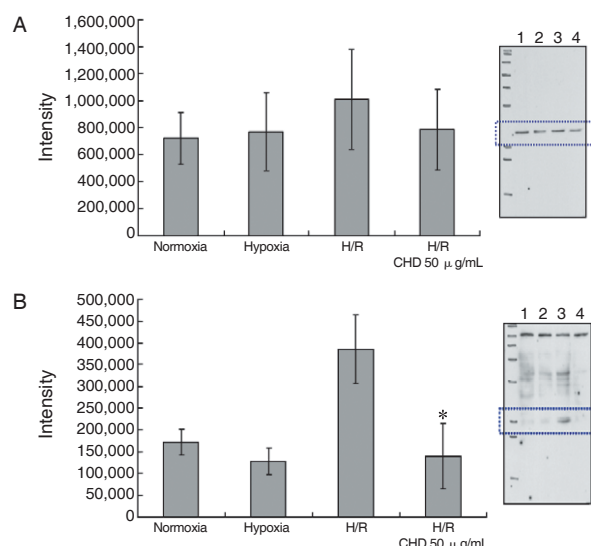 A
1,600,000
1,400,000
1,200,000
1,000,000
800,000
600,000
400,000
200,000
0
Intensity
Normoxia
Hypoxia
H/R
H/R
CHD 50 μ g/mL
1 2 3 4
B
500,000
450,000
400,000
350,000
300,000
250,000
200,000
150,000
100,000
50,000
0
Intensity
*
Normoxia
Hypoxia
H/R
H/R
CHD 50 μ g/mL
1 2 3 4